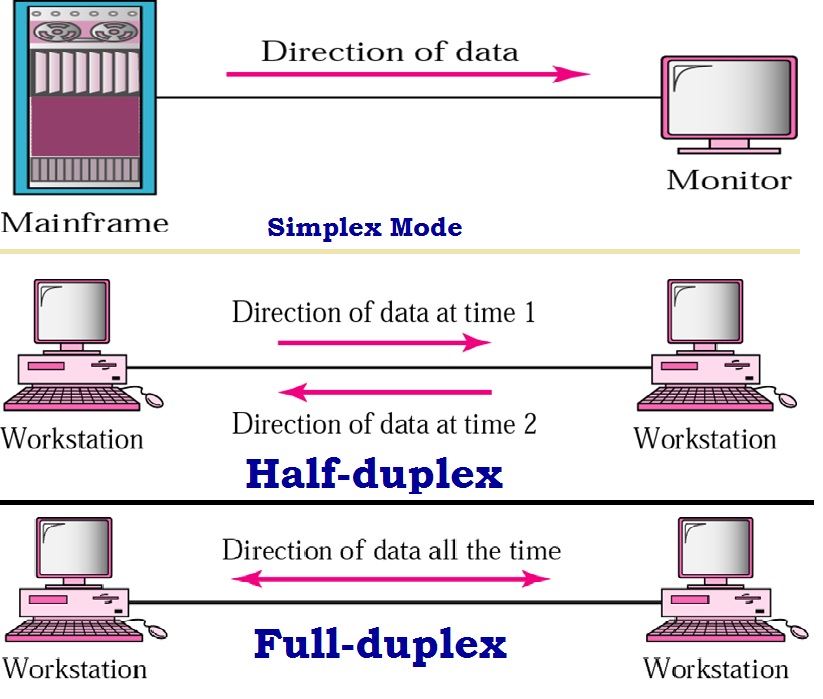 Direction of data
Monitor
Mainframe
Simplex Mode
Direction of data at time 1
Direction of data at time 2
Workstation
Workstation
Half-duplex
Direction of data all the time
Full-duplex
Workstation
Workstation